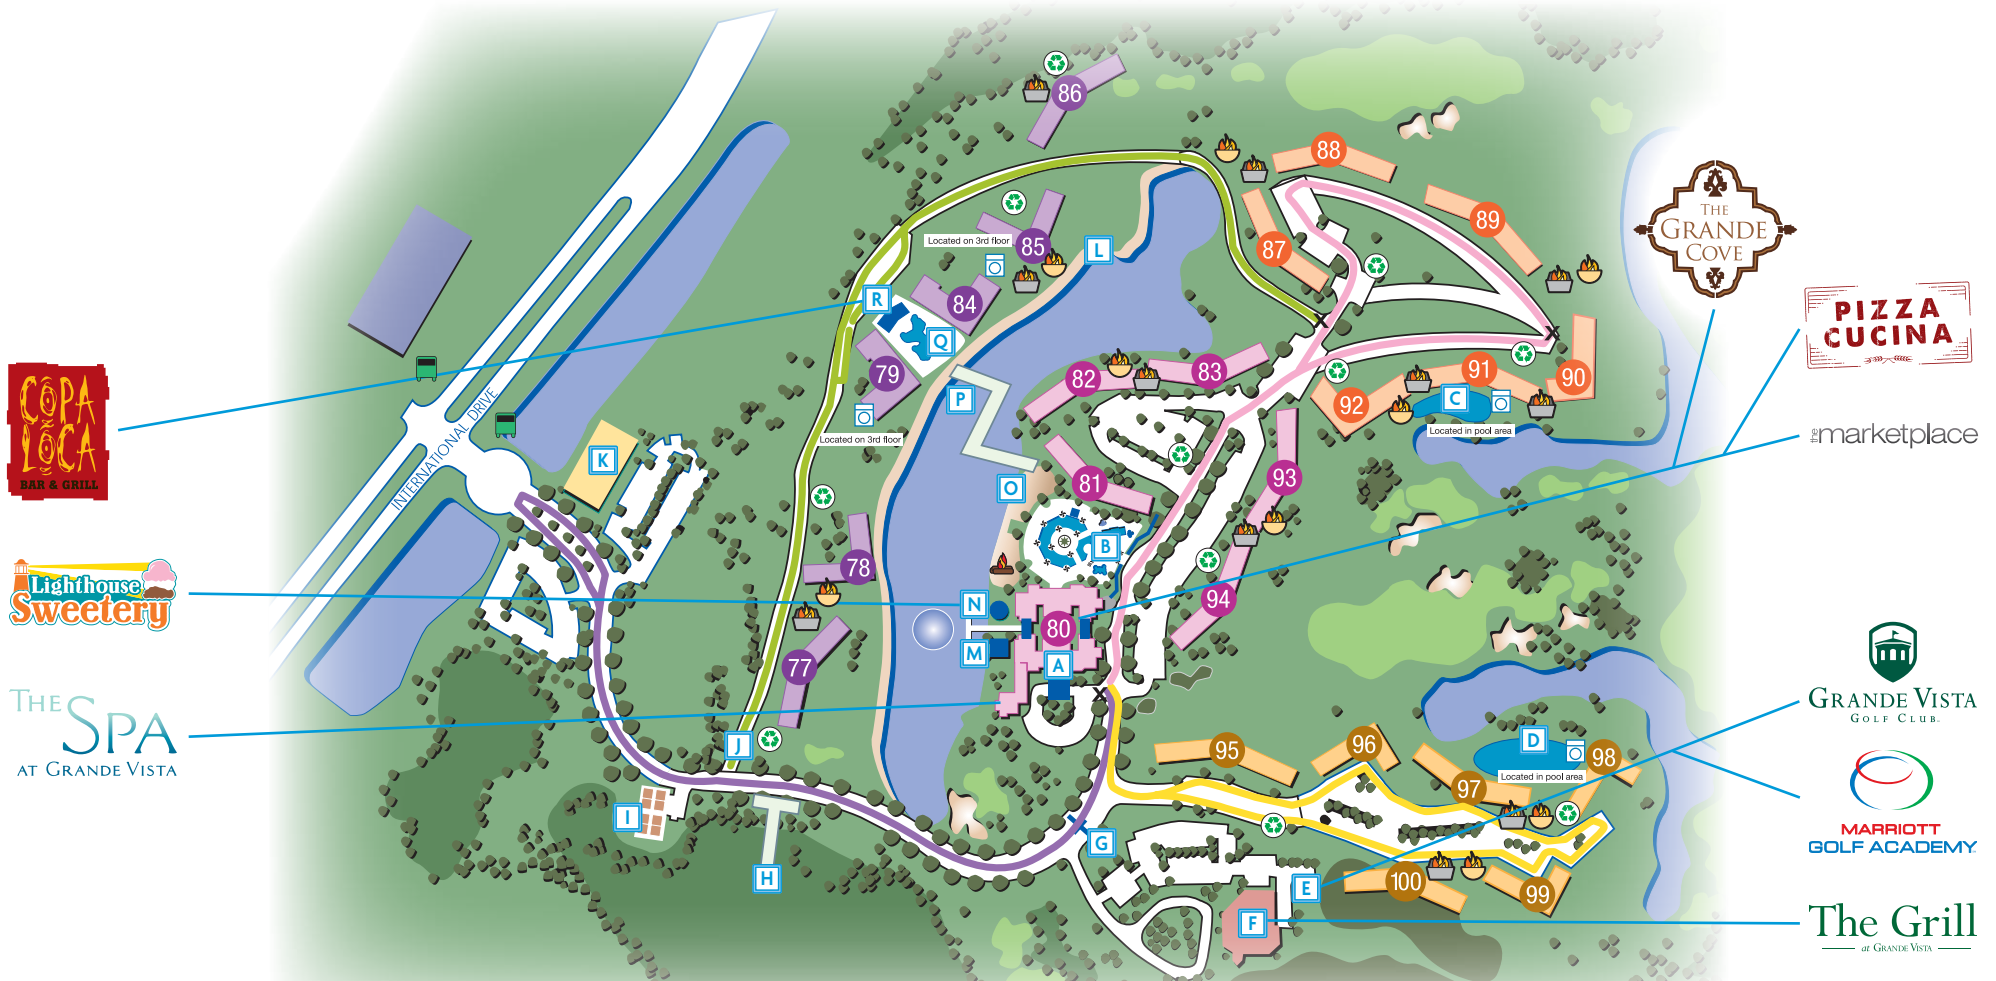 86
88
89
THE
GRANDE
COVE
Located on 3rd floor
85
L
87
R
84
Q
PIZZA
CUCINA
COPA
LOCA
BAR & GRILL
79
82
83
91
90
P
92
C
Located in pool area
the marketplace
Located on 3rd floor
INTERNATIONAL DRIVE
K
81
93
O
B
78
Lighthouse
Sweetery
N
94
80
M
A
77
THE
SPA
AT GRANDE VISTA
GRANDE VISTA
GOLF CLUB.
J
95
96
D
98
Located in pool area
97
I
G
MARRIOTT
GOLF ACADEMY
H
E
100
99
F
The Grill
at GRANDE VISTA